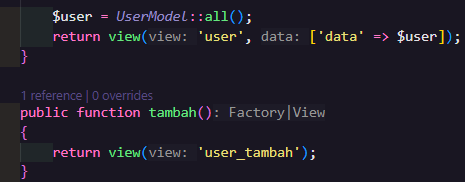 $user = UserModel::all();
return view(view: 'user', data: ['data' => $user]);
}
1 reference | 0 overrides
public function tambah(): Factory|View
{
return view(view: 'user_tambah');
}